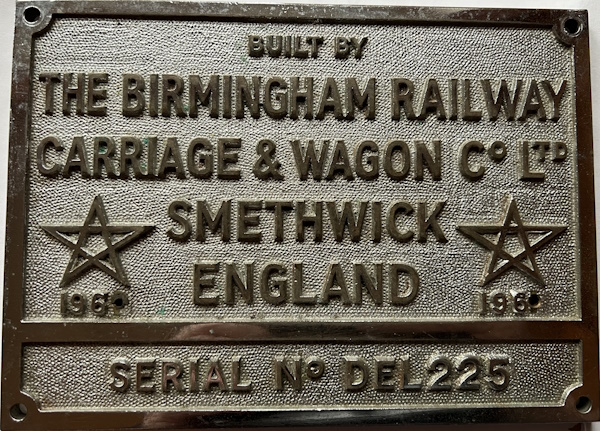 BUILT BY
THE BIRMINGHAM RAILWAY
CARRIAGE & WAGON Cº LTD
SMETHWICK
ENGLAND
SERIAL Nº DEL225